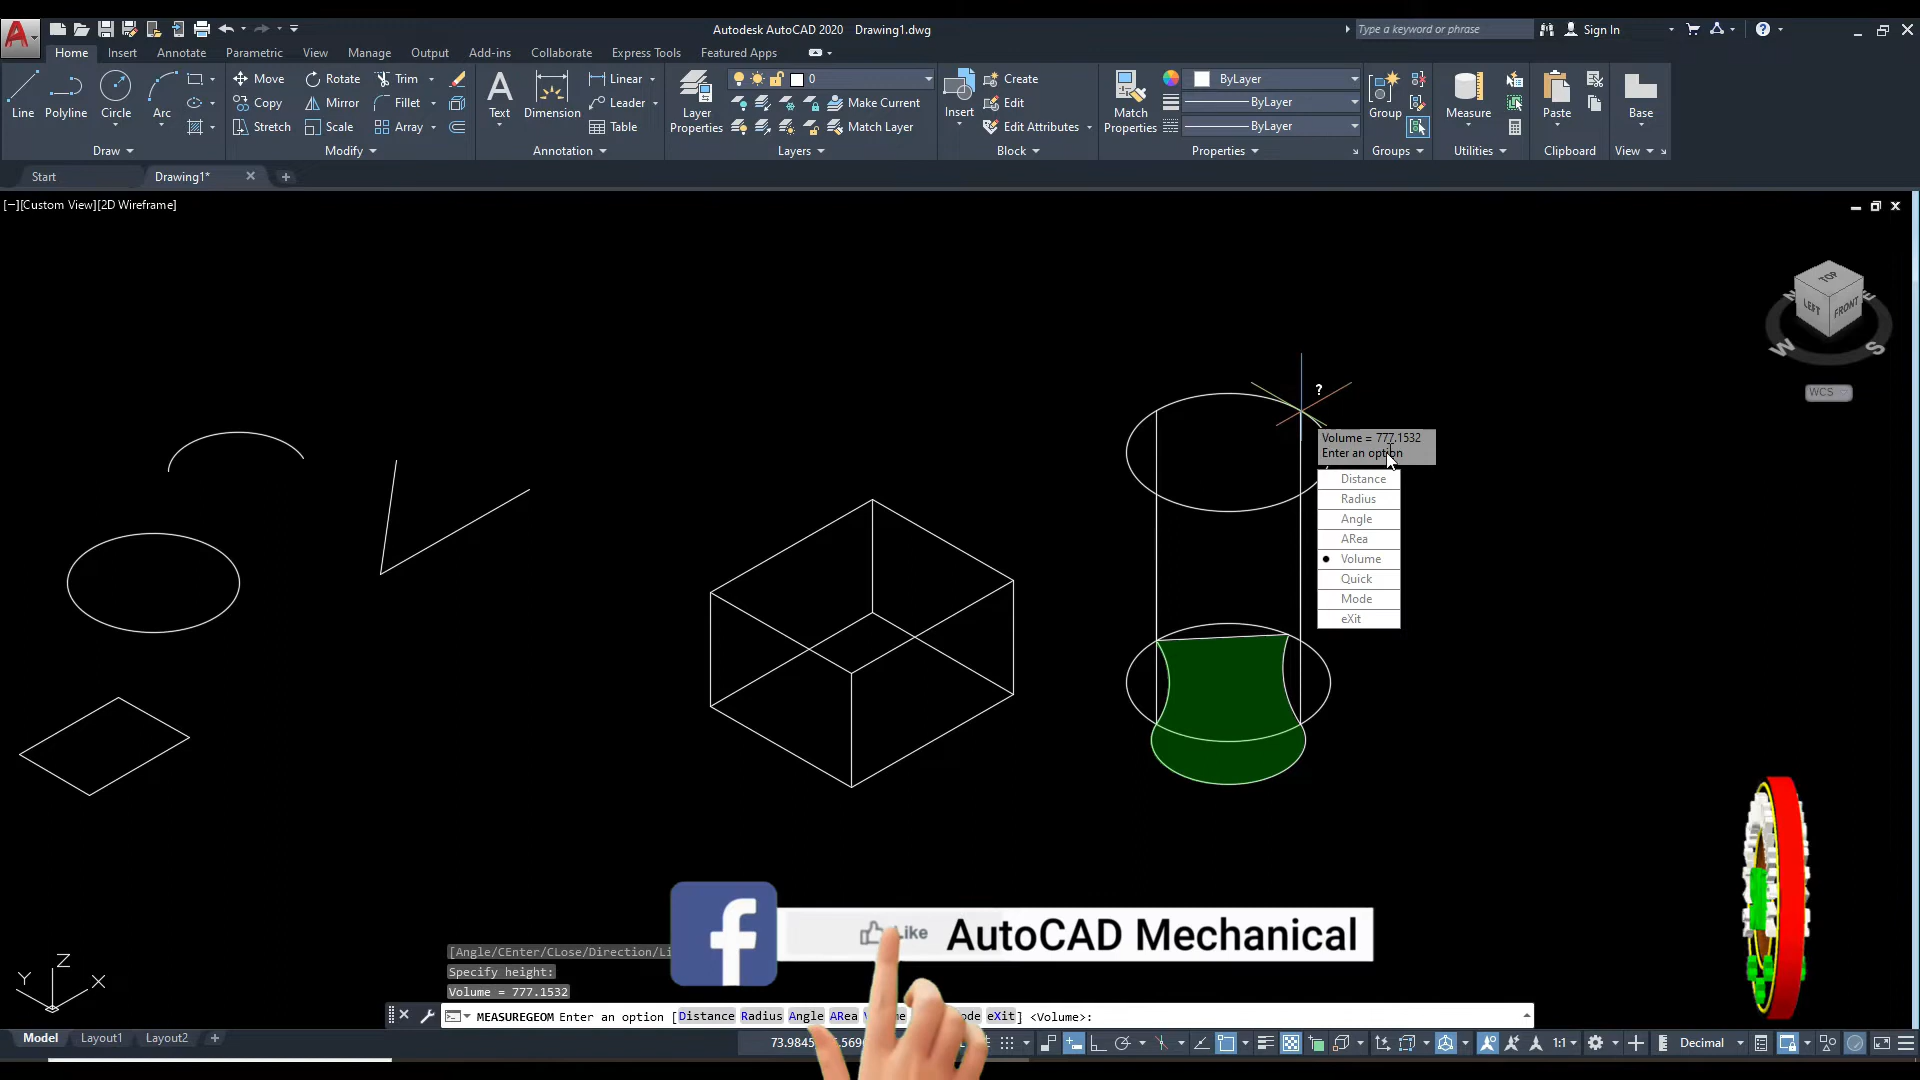 Autodesk AutoCAD 2020 Drawing1.dwg
Type a keyword or phrase
Sign In
Home Insert Annotate Parametric View Manage Output Add-ins Collaborate Express Tools Featured Apps
Line
Polyline
Circle
Arc
Draw
Move Rotate Trim
Copy Mirror Fillet
Stretch Scale Array
Modify
Text
Dimension
Linear
Leader
Table
Annotation
Layer
Properties
0
Make Current
Match Layer
Layers
Insert
Create
Edit
Edit Attributes
Block
Match
Properties
ByLayer
ByLayer
ByLayer
Properties
Group
Groups
Measure
Utilities
Paste
Clipboard
Base
View
Start
Drawing1*
[−][Custom View][2D Wireframe]
TOP
LEFT
FRONT
W
S
WCS
?
Volume = 777.1532
Enter an option
Distance
Radius
Angle
ARea
Volume
Quick
Mode
eXit
Z
Y
X
f
Like
AutoCAD Mechanical
[Angle/CEnter/CLose/Direction/Li
Specify height:
Volume = 777.1532
MEASUREGEOM Enter an option [Distance Radius Angle ARea eXit] <Volume>:
Model
Layout1
Layout2
1:1
Decimal